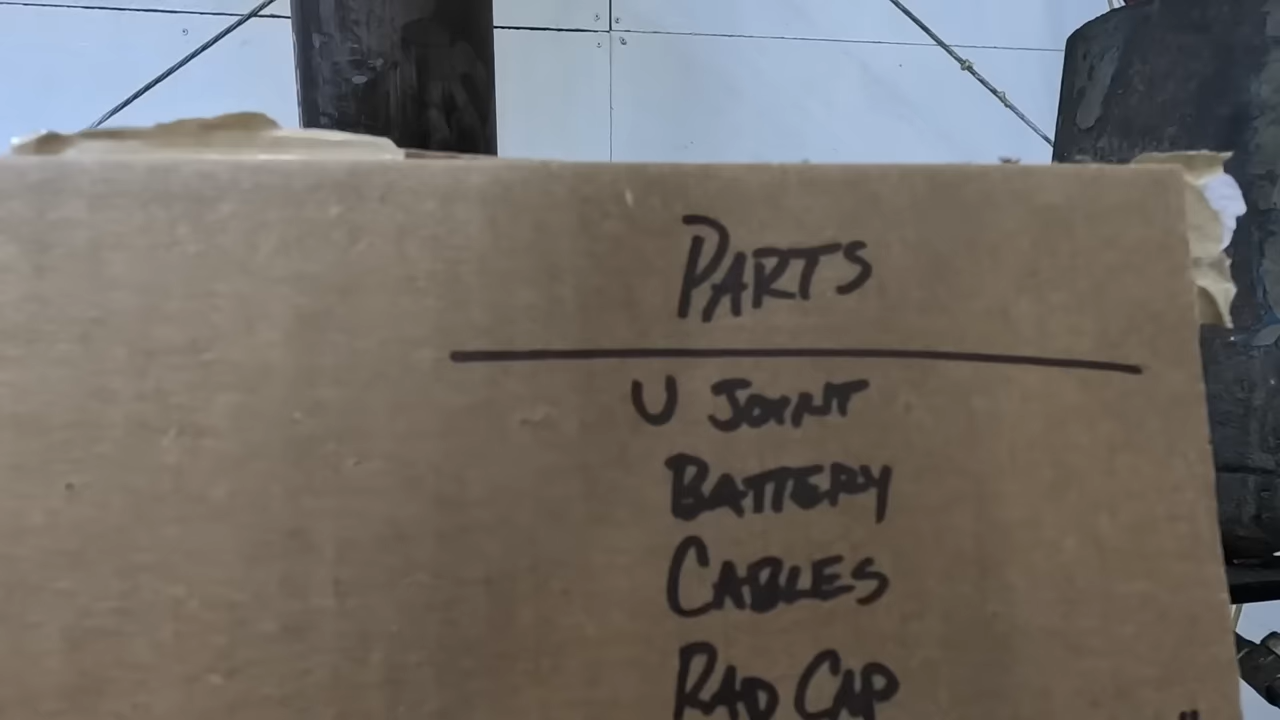 PARTS
U JOINT
BATTERY
CABLES
RAD CAP